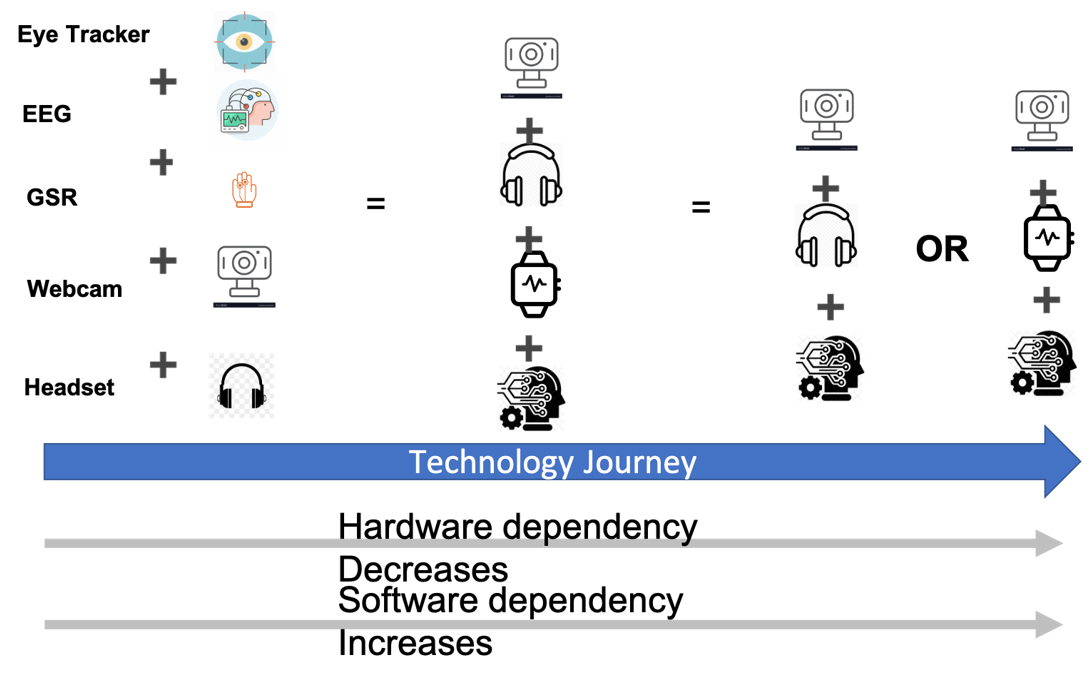 Eye Tracker
+
EEG
+
GSR
+
Webcam
+
Headset
=
+
+
+
=
+
+
OR
+
+
Technology Journey
Hardware dependency
Decreases
Software dependency
Increases